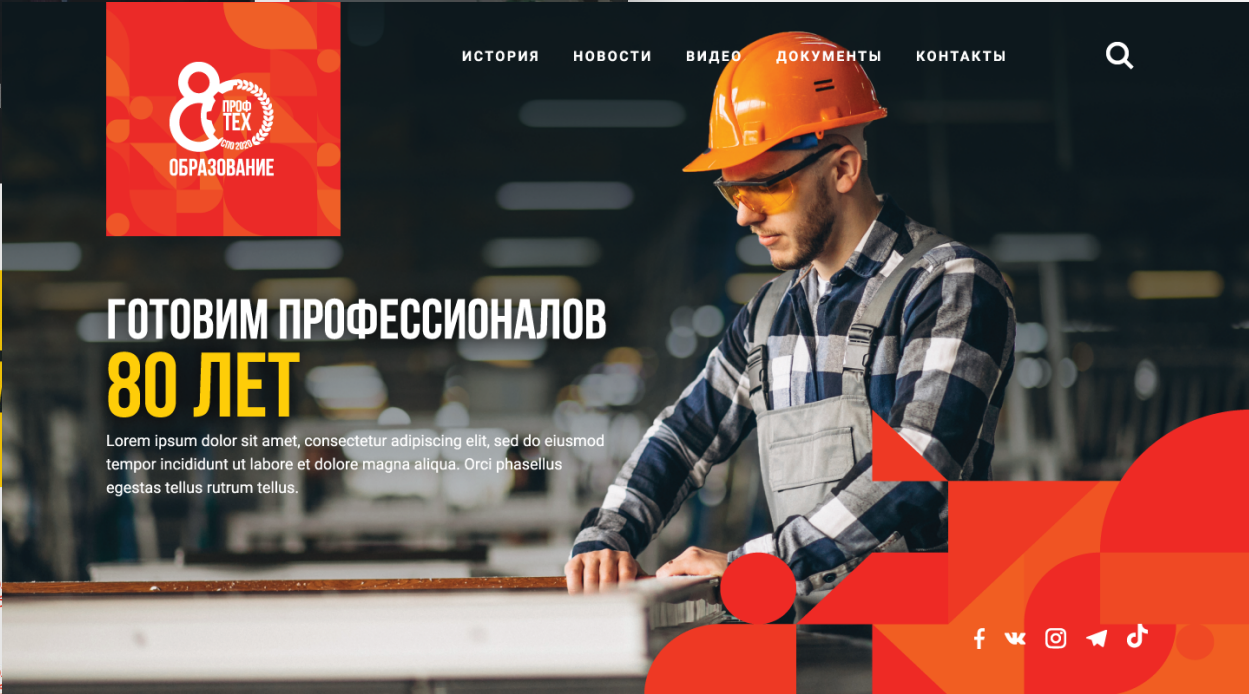 ИСТОРИЯ НОВОСТИ ВИДЕО ДОКУМЕНТЫ КОНТАКТЫ
80
ПРОФ
ТЕХ
СПО 2020
ОБРАЗОВАНИЕ
ГОТОВИМ ПРОФЕССИОНАЛОВ
80 ЛЕТ
Lorem ipsum dolor sit amet, consectetur adipiscing elit, sed do eiusmod
tempor incididunt ut labore et dolore magna aliqua. Orci phasellus
egestas tellus rutrum tellus.